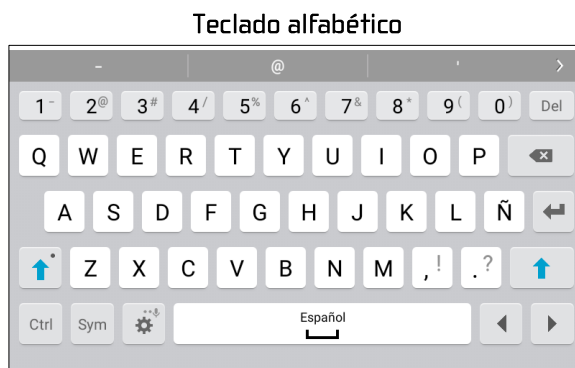 Teclado alfabético
- @ '
1 - 2 @ 3 # 4 / 5 % 6 ^ 7 & 8 * 9 ( 0 ) Del
Q W E R T Y U I O P
A S D F G H J K L Ñ
Z X C V B N M , ! . ?
Ctrl Sym Español